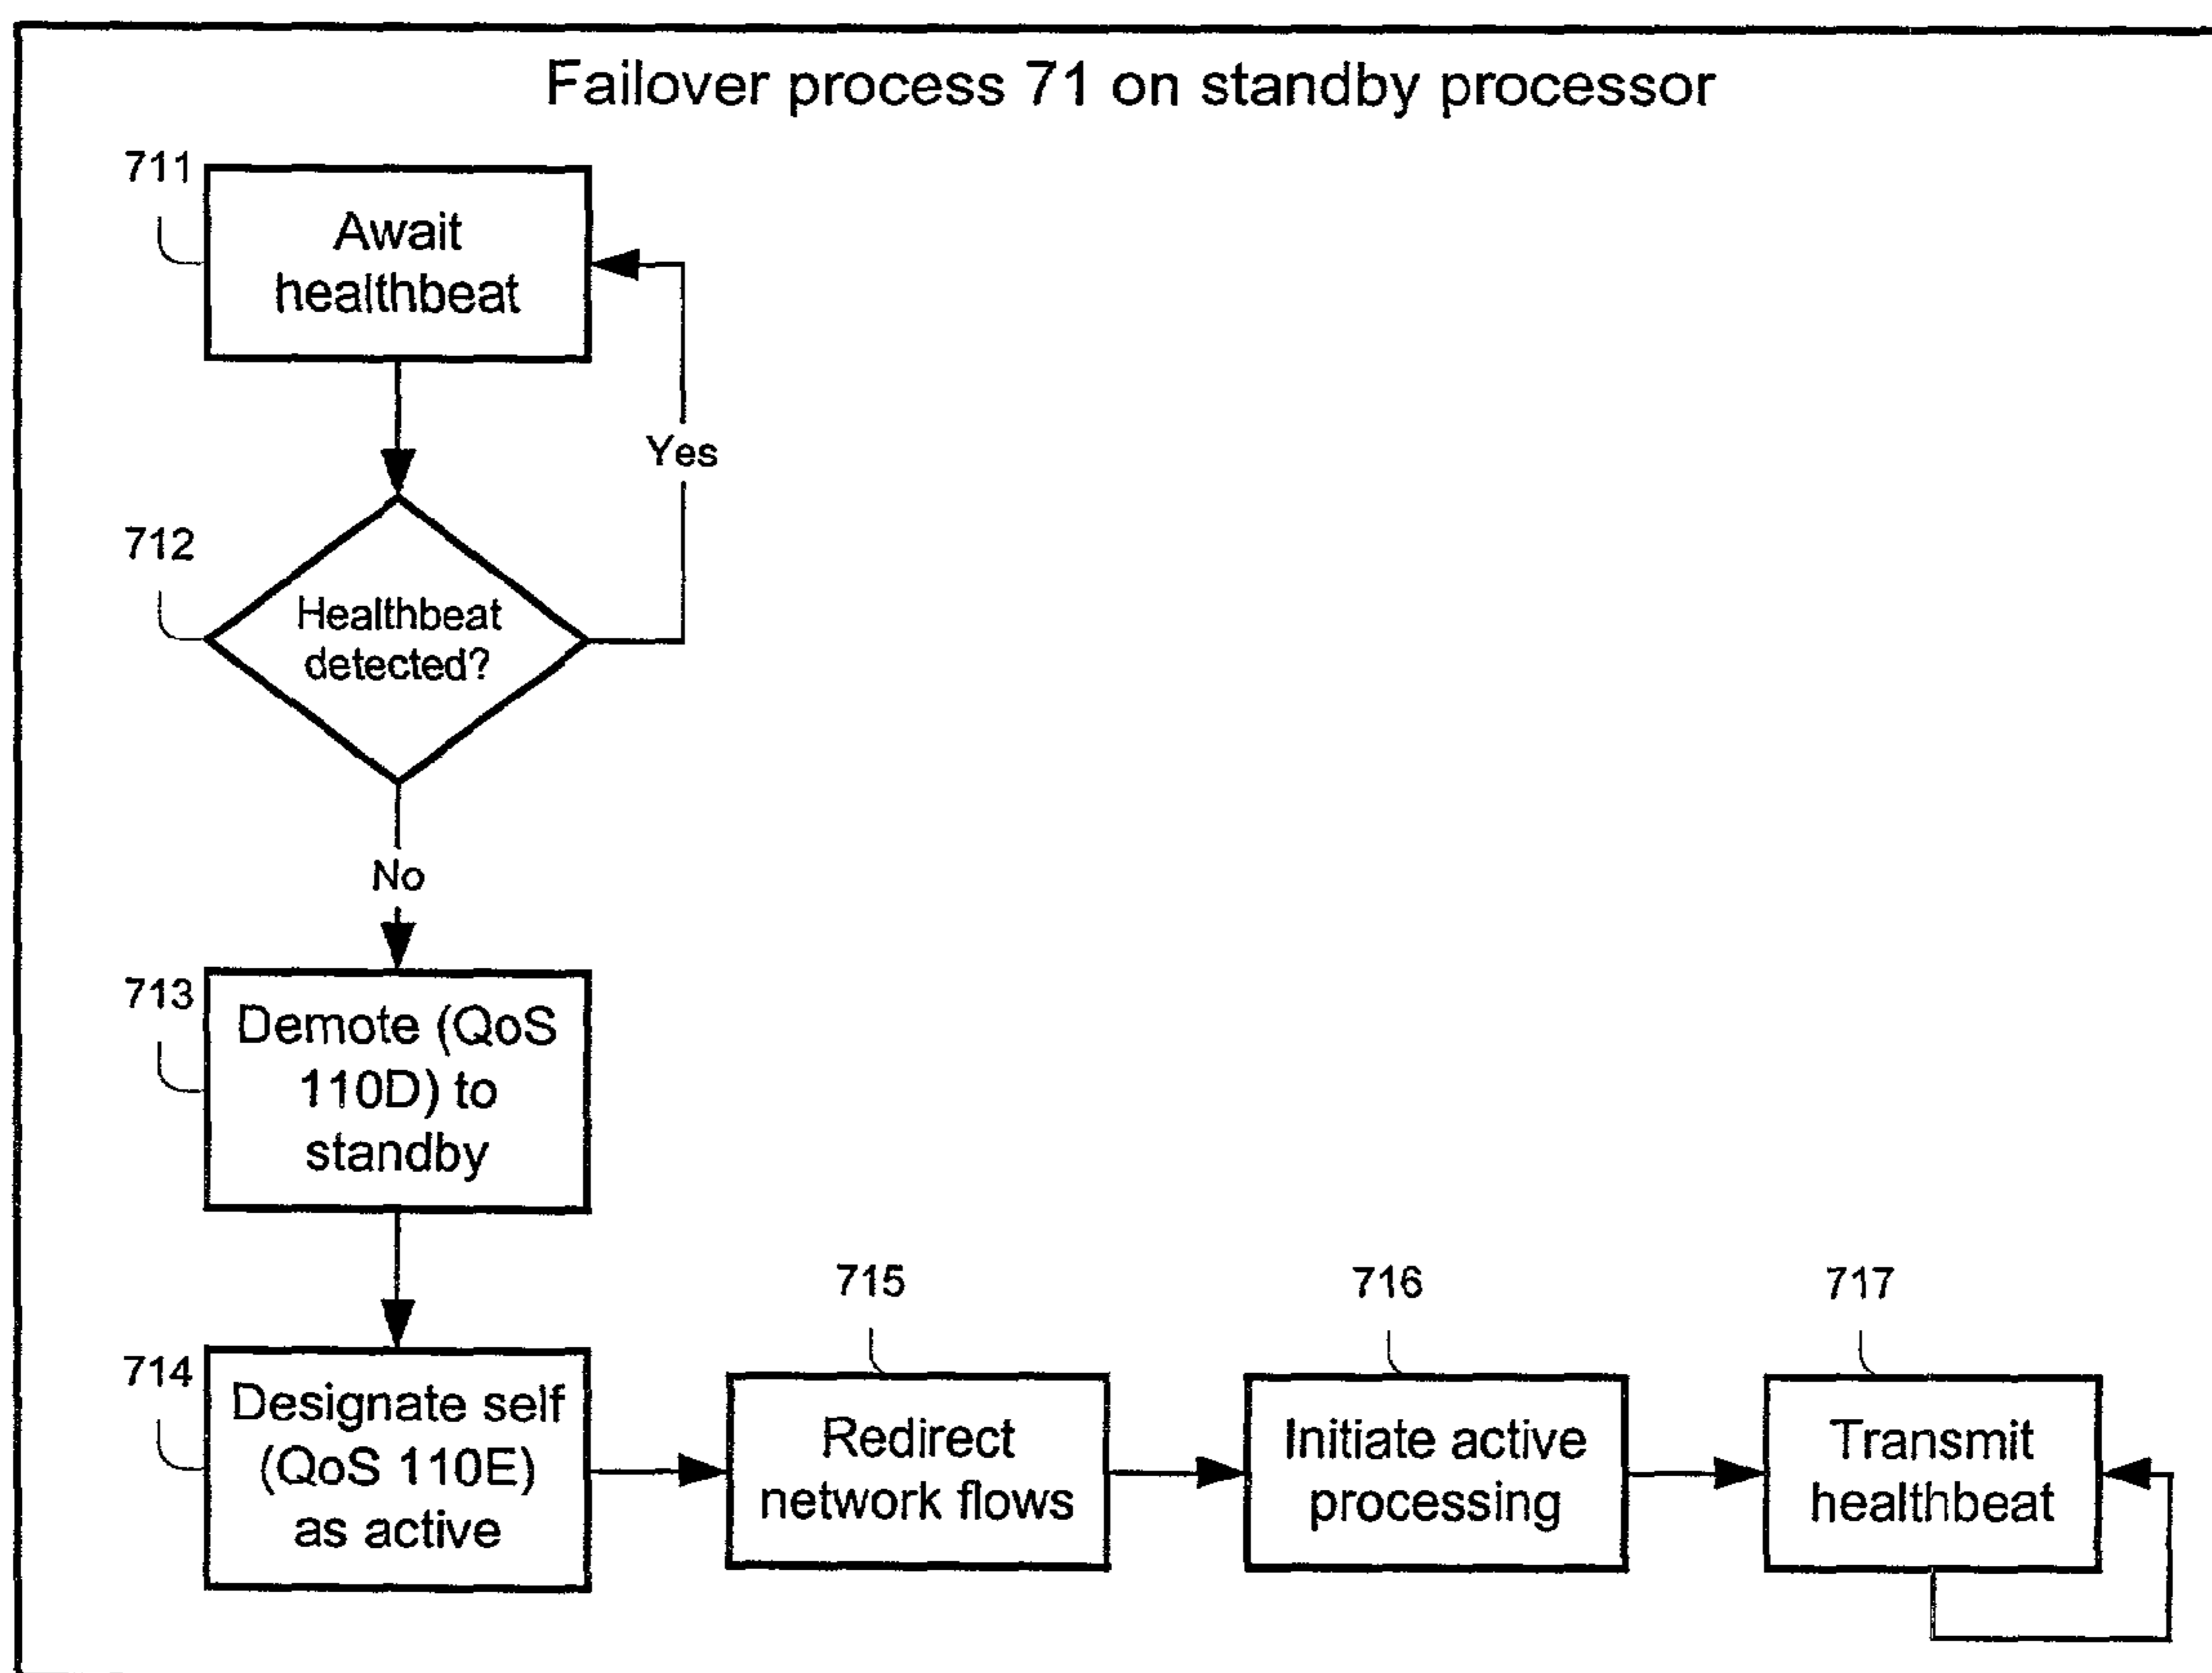 Failover process 71 on standby processor
711
Await
healthbeat
Yes
712
Healthbeat
detected?
No
713
Demote (QoS
110D) to
standby
714
Designate self
(QoS 110E)
as active
715
Redirect
network flows
716
Initiate active
processing
717
Transmit
healthbeat